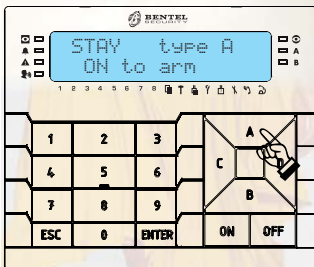 BENTEL
SECURITY
STAY type A
ON to arm
A
B
1 2 3 4 5 6 7 8
1 2 3
4 5 6
7 8 9
ESC 0 ENTER
A
C
B
ON OFF